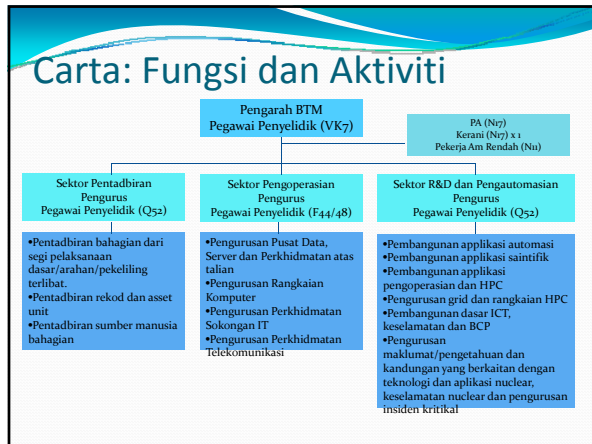 Carta: Fungsi dan Aktiviti
Pengarah BTM
Pegawai Penyelidik (VK7)
PA (N17)
Kerani (N17) x 1
Pekerja Am Rendah (N11)
Sektor Pentadbiran
Pengurus
Pegawai Penyelidik (Q52)
•Pentadbiran bahagian dari
segi pelaksanaan
dasar/arahan/pekeliling
terlibat.
•Pentadbiran rekod and asset
unit
•Pentadbiran sumber manusia
bahagian
Sektor Pengoperasian
Pengurus
Pegawai Penyelidik (F44/48)
•Pengurusan Pusat Data,
Server dan Perkhidmatan atas
talian
•Pengurusan Rangkaian
Komputer
•Pengurusan Perkhidmatan
Sokongan IT
•Pengurusan Perkhidmatan
Telekomunikasi
Sektor R&D dan Pengautomasian
Pengurus
Pegawai Penyelidik (Q52)
•Pembangunan applikasi automasi
•Pembangunan applikasi saintifik
•Pembangunan applikasi
pengoperasian dan HPC
•Pengurusan grid dan rangkaian HPC
•Pembangunan dasar ICT,
keselamatan dan BCP
•Pengurusan
maklumat/pengetahuan dan
kandungan yang berkaitan dengan
teknologi dan aplikasi nuclear,
keselamatan nuclear dan pengurusan
insiden kritikal